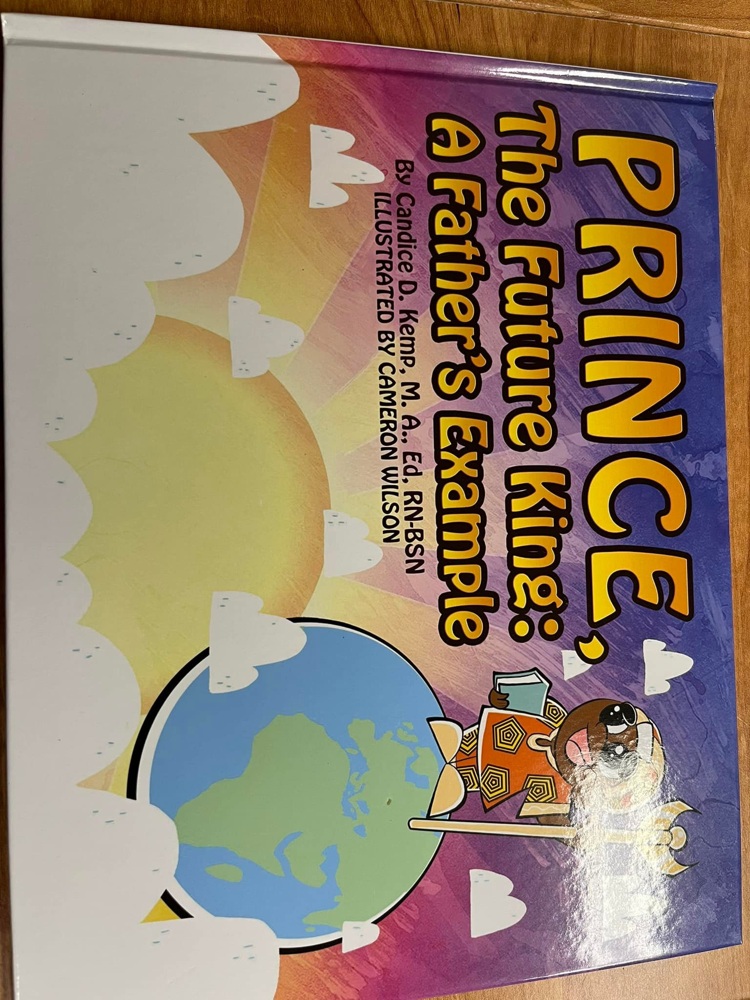 PRINCE,
The Future King:
A Father's Example
By Candice D. Kemp, M. A., Ed, RN-BSN
ILLUSTRATED BY CAMERON WILSON